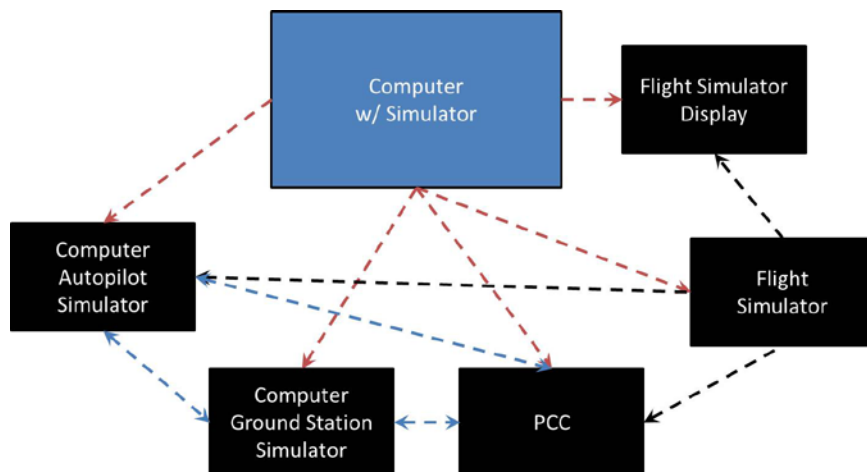 Computer
w/ Simulator
Flight Simulator
Display
Computer
Autopilot
Simulator
Flight
Simulator
Computer
Ground Station
Simulator
PCC